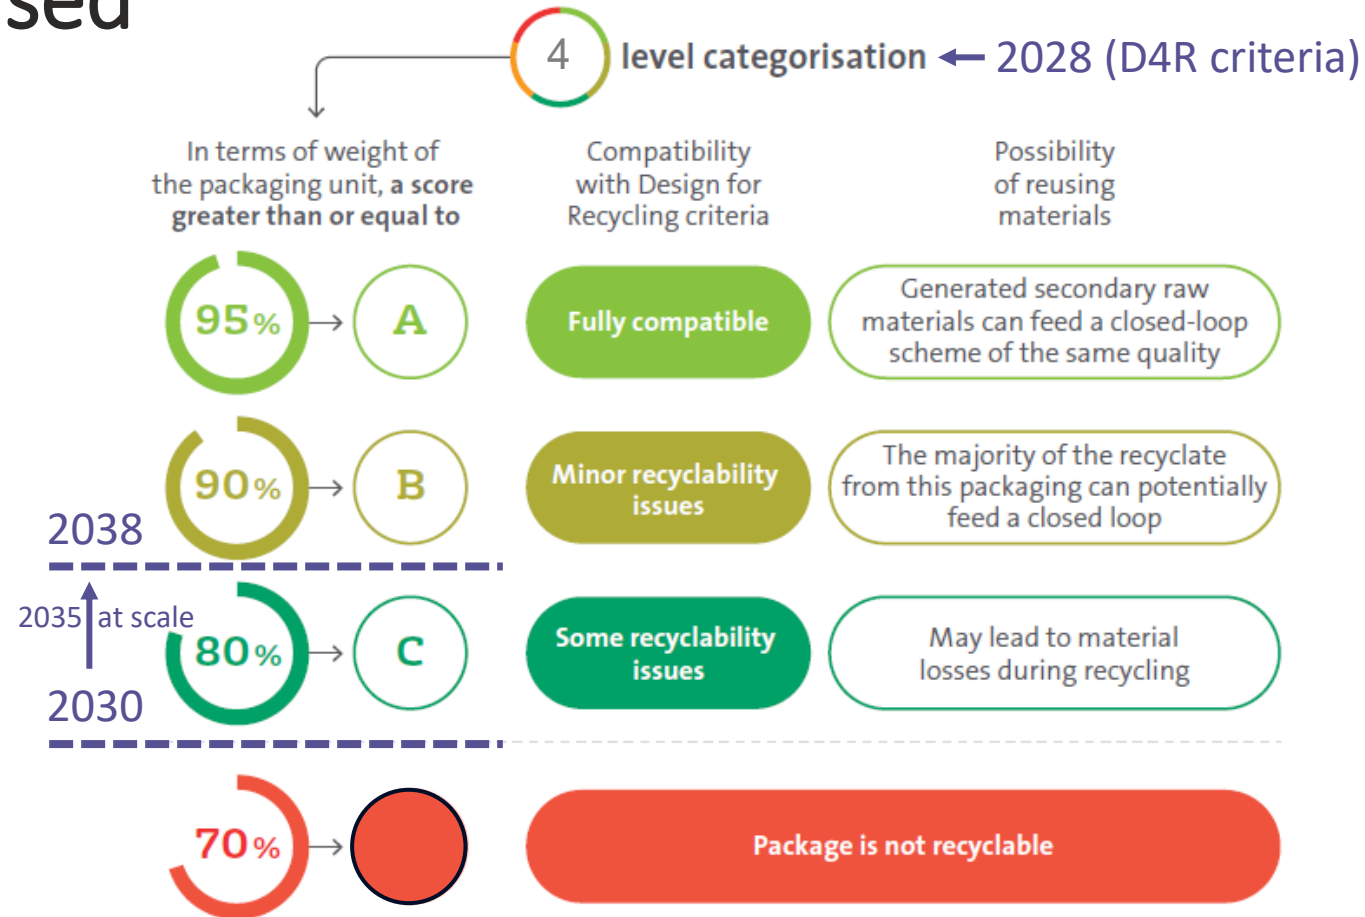 sed
4 level categorisation ← 2028 (D4R criteria)
In terms of weight of
the packaging unit, a score
greater than or equal to
Compatibility
with Design for
Recycling criteria
Possibility
of reusing
materials
95%
A
Fully compatible
Generated secondary raw
materials can feed a closed-loop
scheme of the same quality
90%
B
Minor recyclability
issues
The majority of the recyclate
from this packaging can potentially
feed a closed loop
2038
2035 at scale
2030
80%
C
Some recyclability
issues
May lead to material
losses during recycling
70%
Package is not recyclable